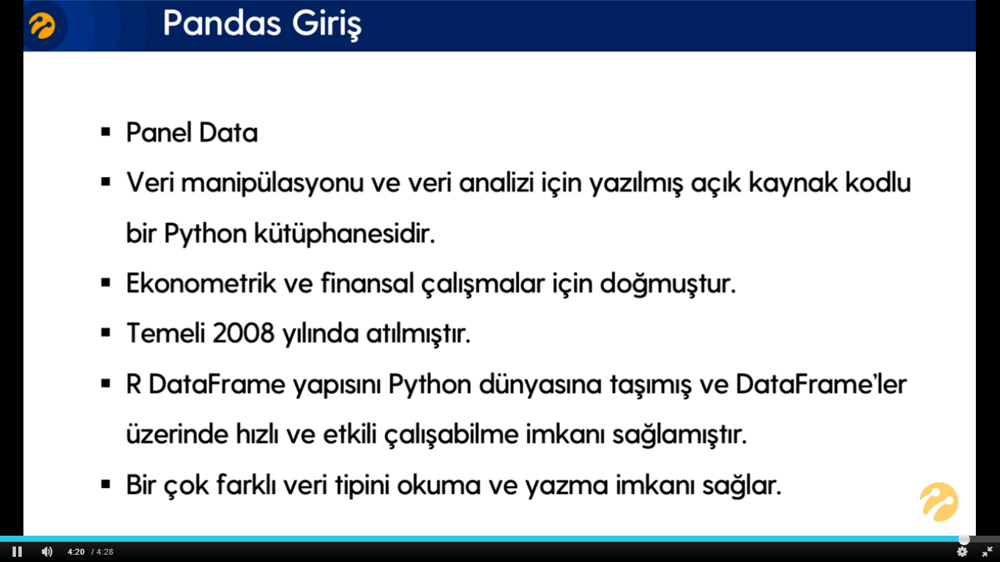 Pandas Giriş
▪ Panel Data
▪ Veri manipülasyonu ve veri analizi için yazılmış açık kaynak kodlu
bir Python kütüphanesidir.
▪ Ekonometrik ve finansal çalışmalar için doğmuştur.
▪ Temeli 2008 yılında atılmıştır.
▪ R DataFrame yapısını Python dünyasına taşımış ve DataFrame’ler
üzerinde hızlı ve etkili çalışabilme imkanı sağlamıştır.
▪ Bir çok farklı veri tipini okuma ve yazma imkanı sağlar.
4:20 / 4:28